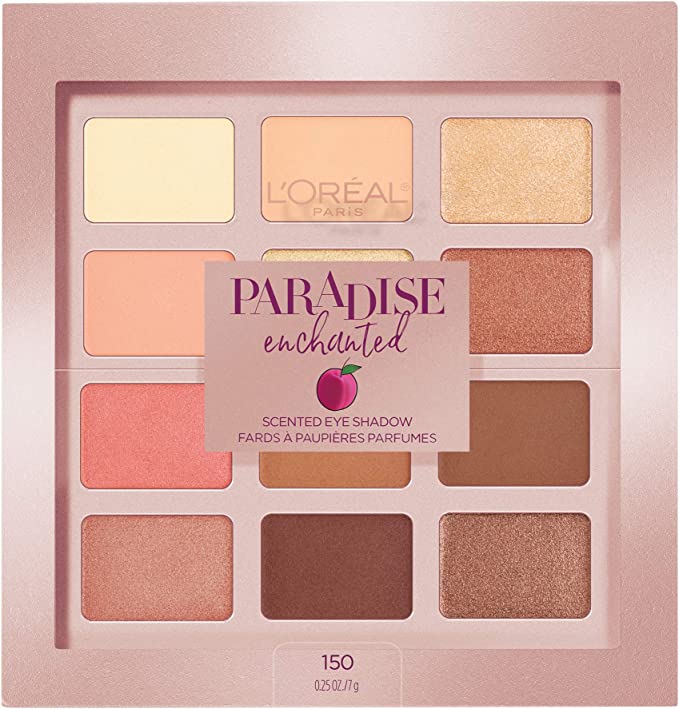 L'ORÉAL®
PARIS
PARADISE
enchanted
SCENTED EYE SHADOW
FARDS À PAUPIÈRES PARFUMES
150
0.25 OZ./7 g